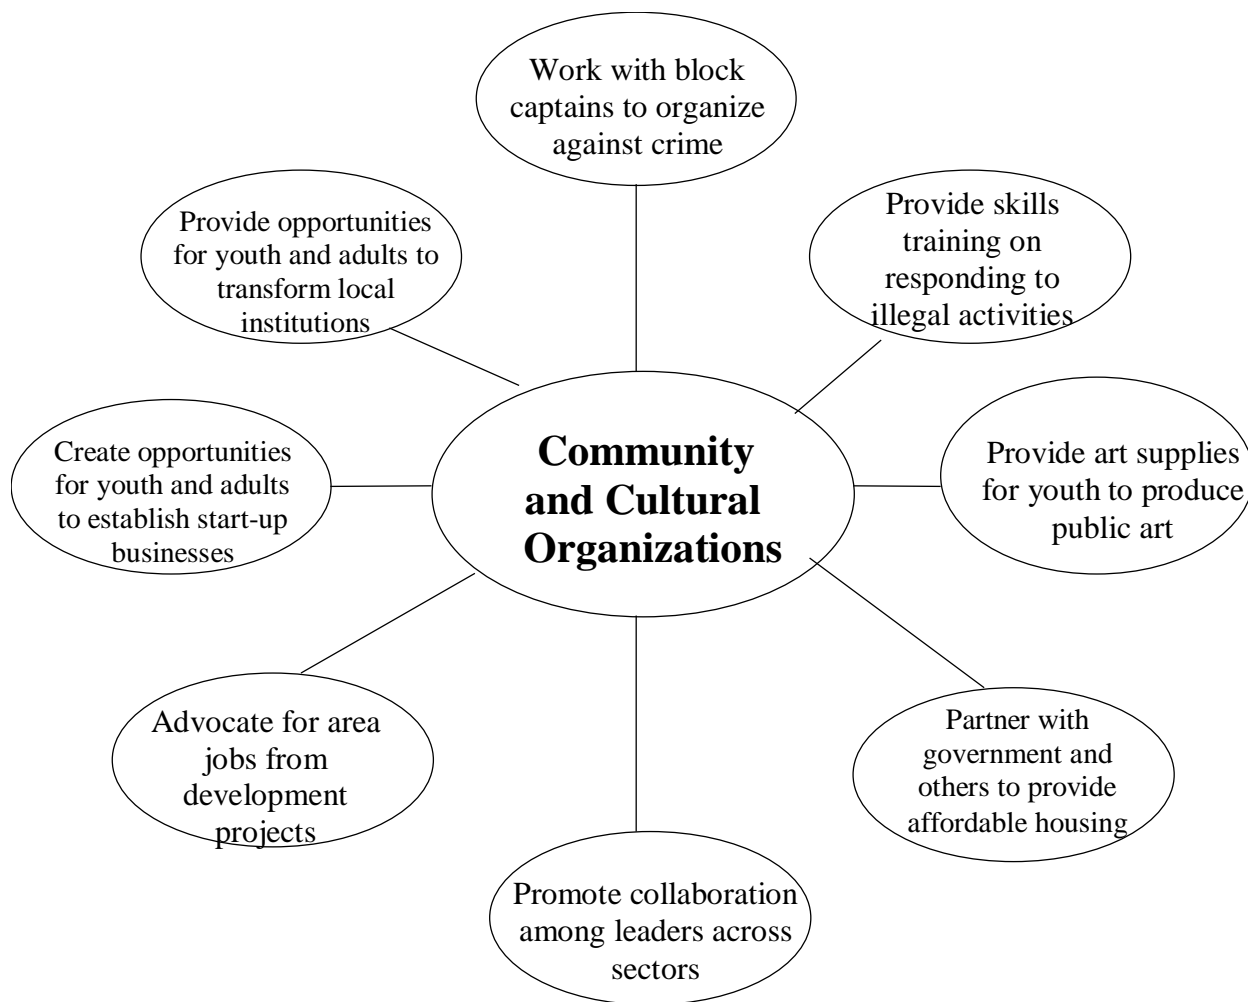 Work with block
captains to organize
against crime
Provide opportunities
for youth and adults to
transform local
institutions
Provide skills
training on
responding to
illegal activities
Create opportunities
for youth and adults
to establish start-up
businesses
Community
and Cultural
Organizations
Provide art supplies
for youth to produce
public art
Advocate for area
jobs from
development
projects
Partner with
government and
others to provide
affordable housing
Promote collaboration
among leaders across
sectors